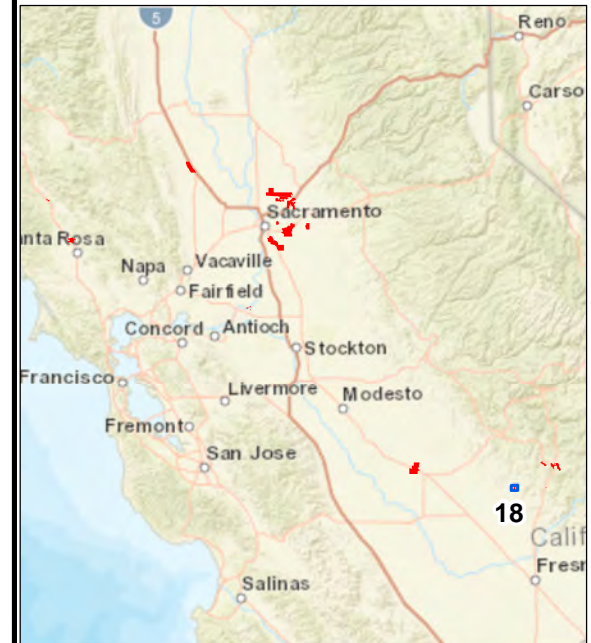 5
Reno
Carso
Sacramento
nta Rosa
Napa
Vacaville
Fairfield
Concord
Antioch
Stockton
Francisco
Livermore
Modesto
Fremont
San Jose
18
Calif
Fresr
Salinas